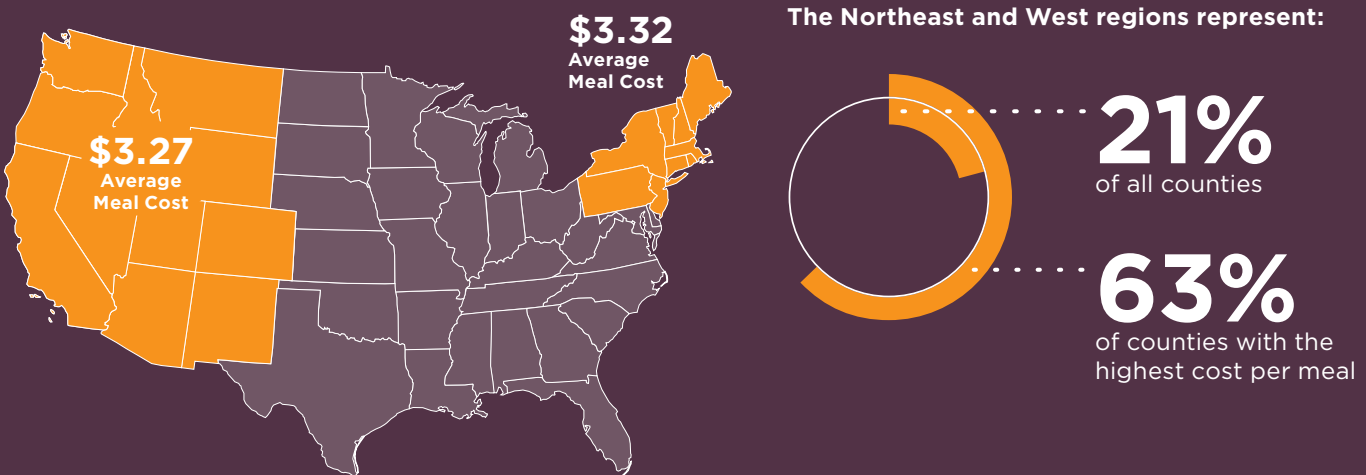 $3.27
Average
Meal Cost
$3.32
Average
Meal Cost
The Northeast and West regions represent:
21%
of all counties
63%
of counties with the
highest cost per meal